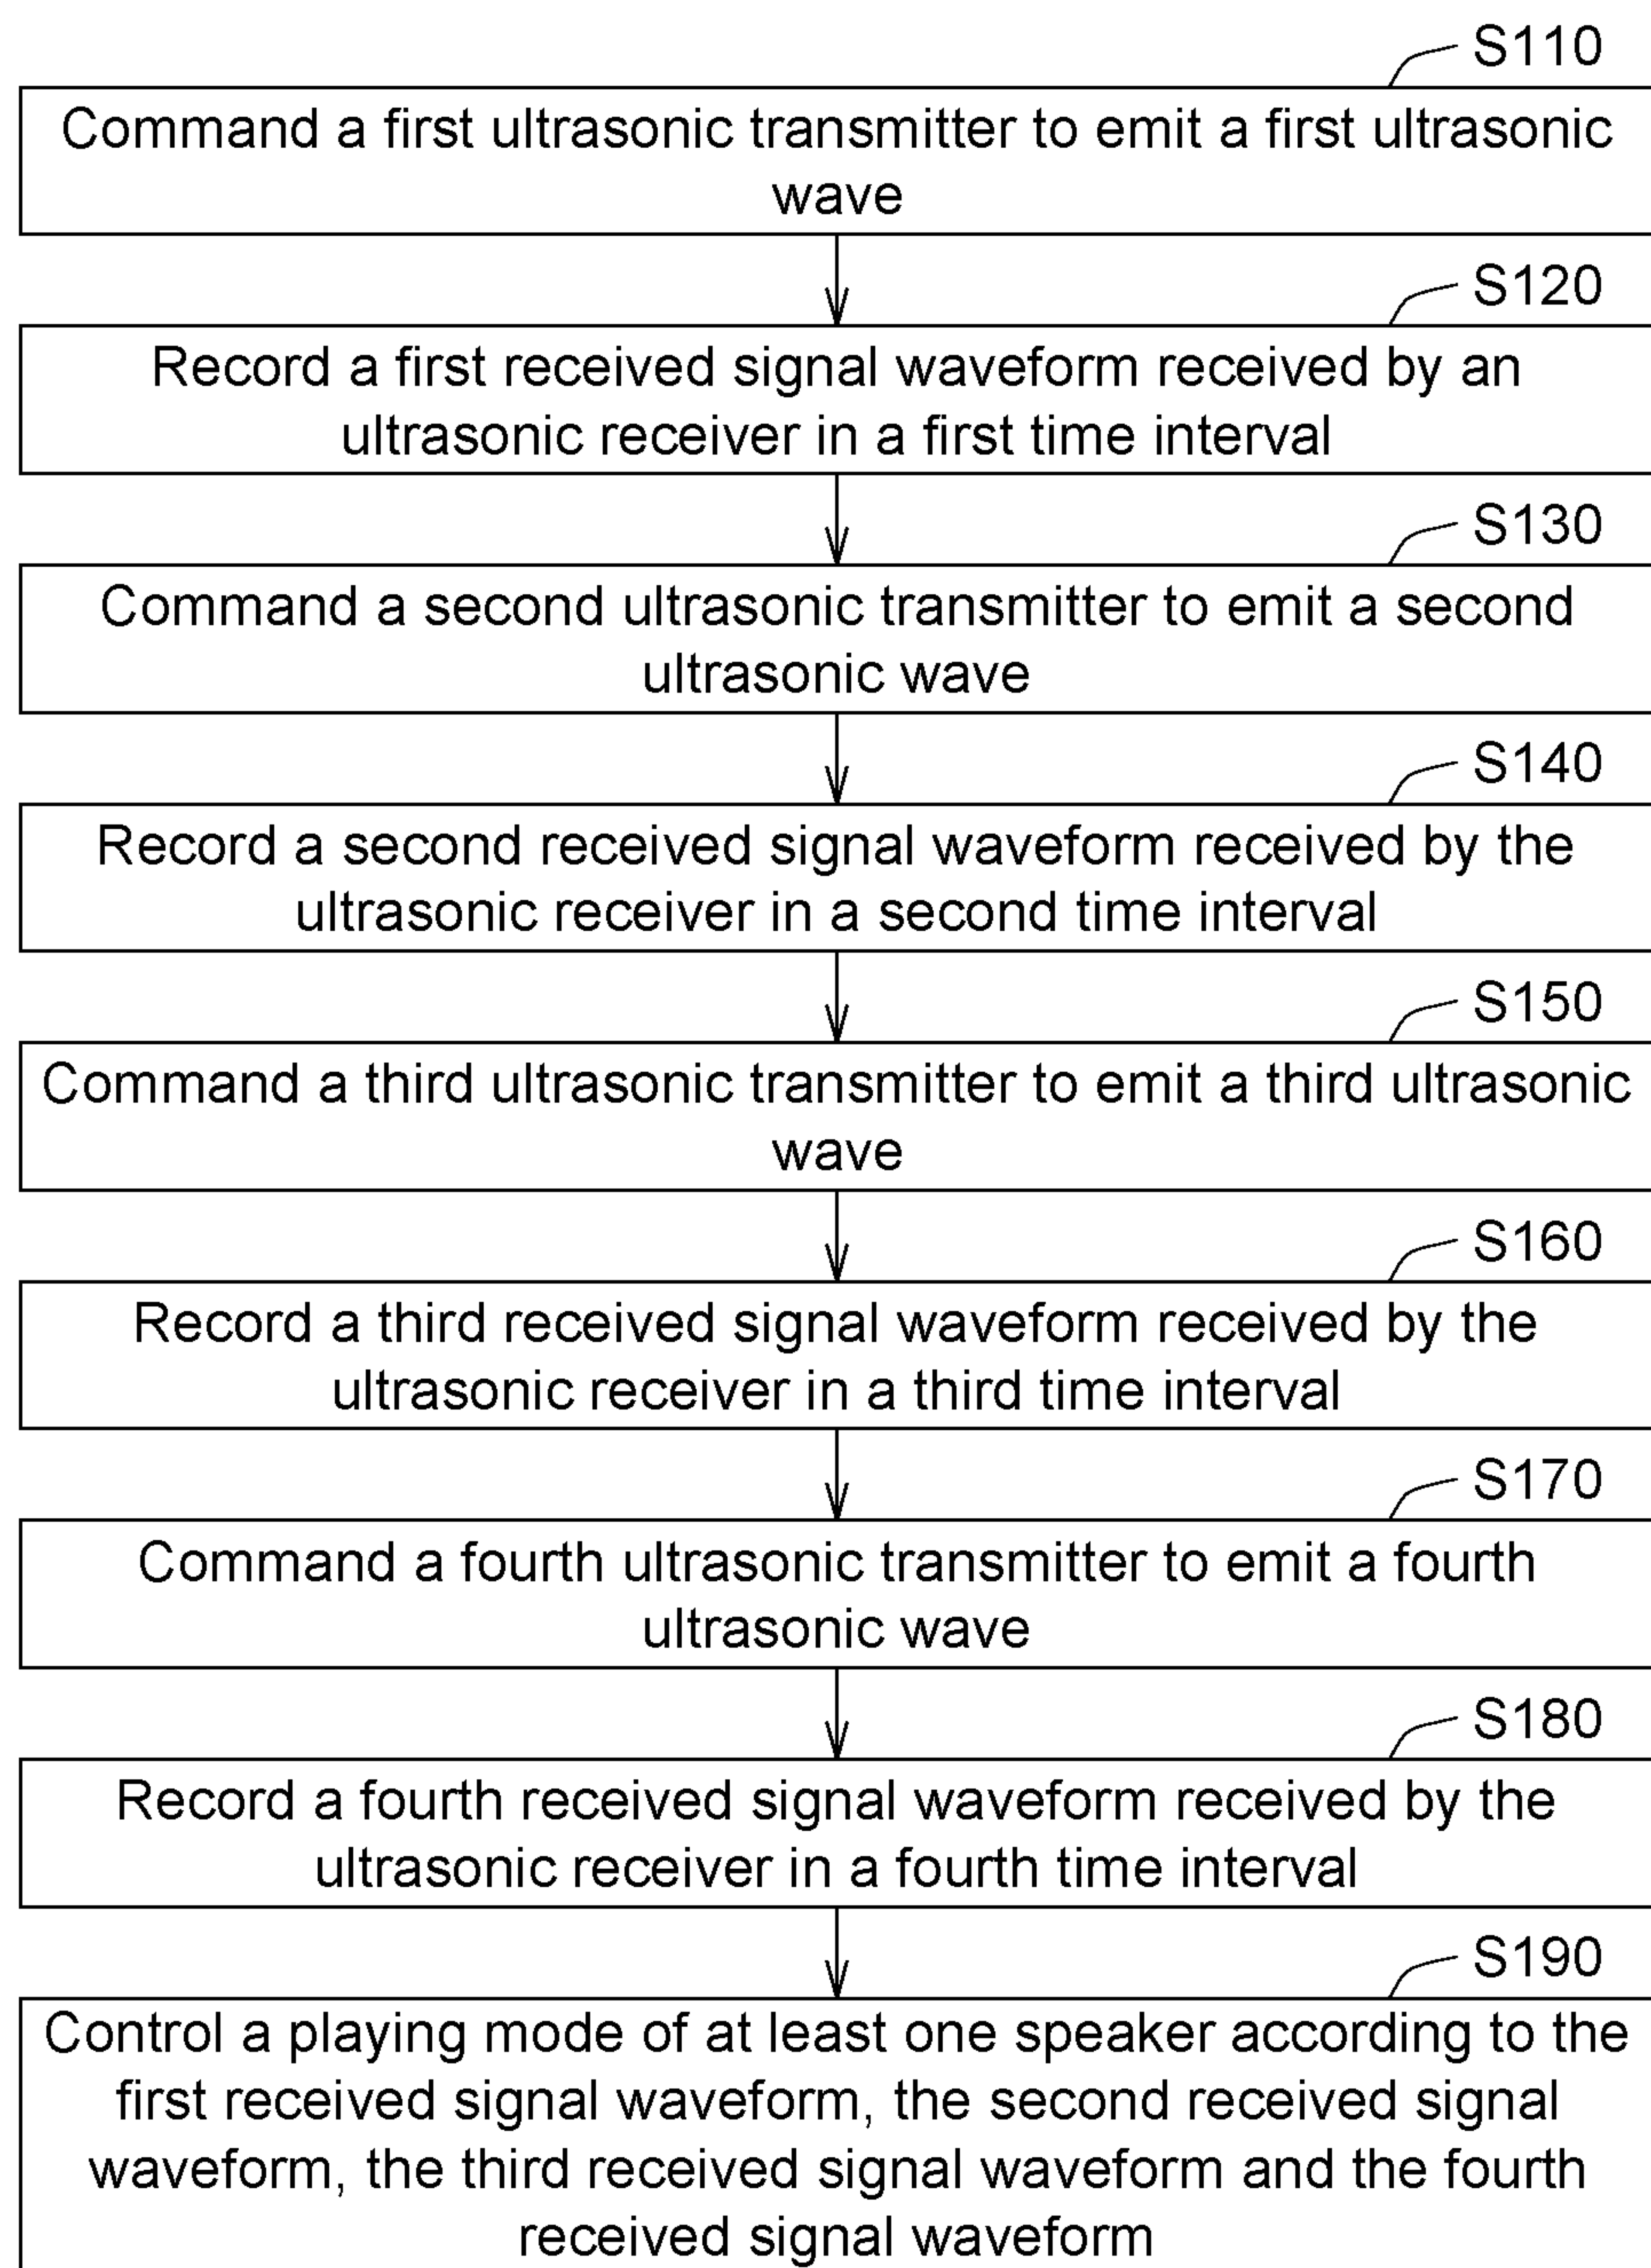 S110
Command a first ultrasonic transmitter to emit a first ultrasonic
wave
S120
Record a first received signal waveform received by an
ultrasonic receiver in a first time interval
S130
Command a second ultrasonic transmitter to emit a second
ultrasonic wave
S140
Record a second received signal waveform received by the
ultrasonic receiver in a second time interval
S150
Command a third ultrasonic transmitter to emit a third ultrasonic
wave
S160
Record a third received signal waveform received by the
ultrasonic receiver in a third time interval
S170
Command a fourth ultrasonic transmitter to emit a fourth
ultrasonic wave
S180
Record a fourth received signal waveform received by the
ultrasonic receiver in a fourth time interval
S190
Control a playing mode of at least one speaker according to the
first received signal waveform, the second received signal
waveform, the third received signal waveform and the fourth
received signal waveform